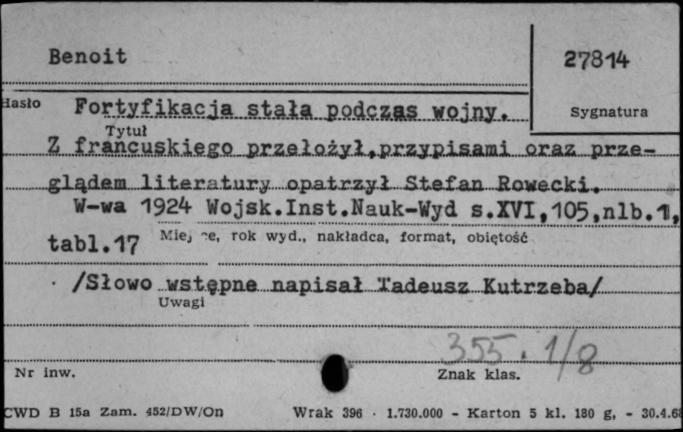 Benoit
27814
Hasło
Fortyfikacja stała podczas wojny.
Sygnatura
Tytuł
Z francuskiego przełożył,przypisami oraz prze-
glądem literatury opatrzył Stefan Rowecki.
W-wa 1924 Wojsk.Inst.Nauk-Wyd s.XVI,105,nlb.1,
tabl.17
Miejsce, rok wyd., nakładca, format, objętość
/Słowo wstępne napisał Tadeusz Kutrzeba/
Uwagi
355.1/8
Nr inw.
Znak klas.
CWD B 15a Zam. 452/DW/On
Wrak 396 · 1.730.000 - Karton 5 kl. 180 g, - 30.4.68